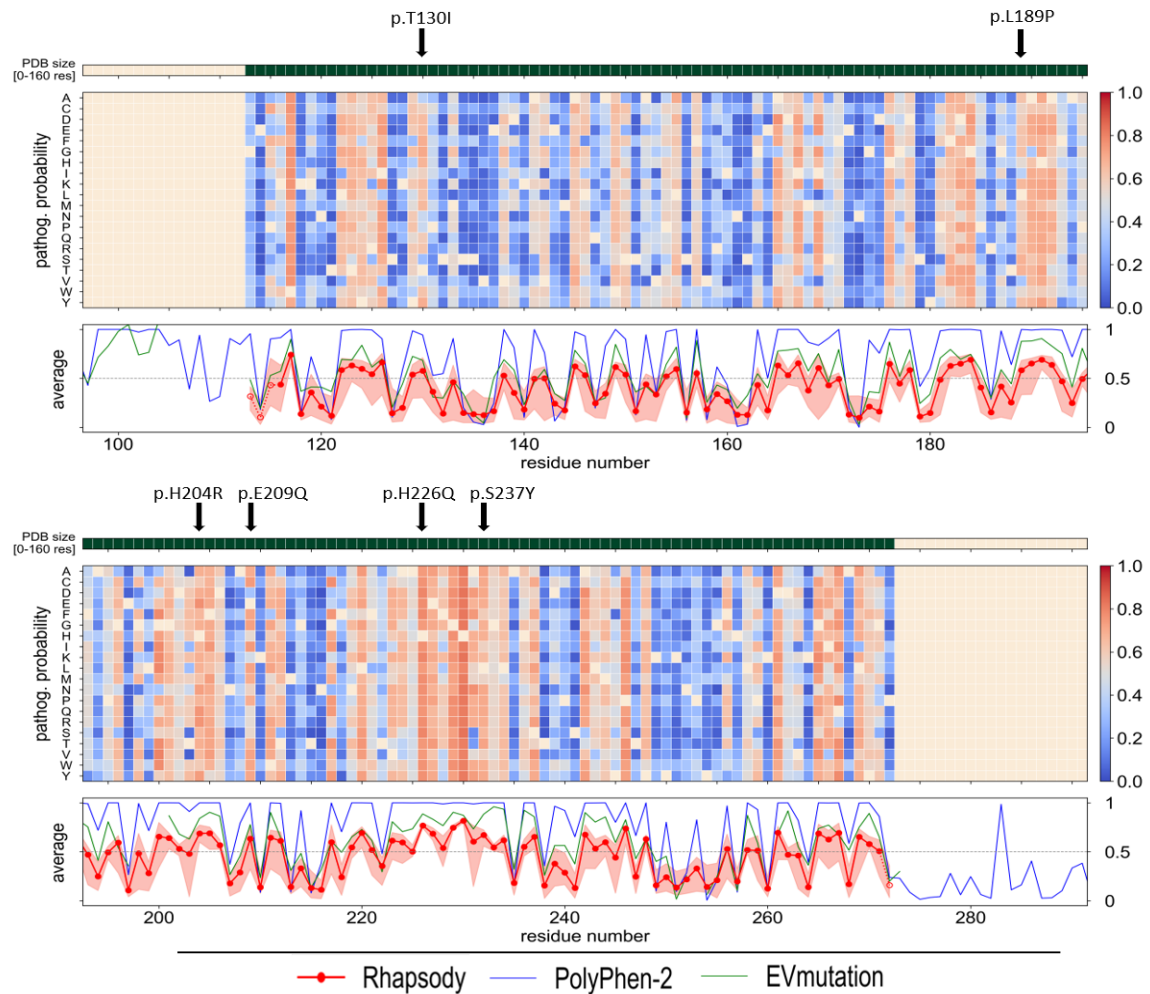 p.T130I p.L189P
PDB size
[0-160 res]
pathog. probability
A
C
D
E
F
G
H
I
K
L
M
N
P
Q
R
S
T
V
W
Y
1.0
0.8
0.6
0.4
0.2
0.0
average
1
0.5
0
100 120 140 160 180
residue number
p.H204R p.E209Q p.H226Q p.S237Y
PDB size
[0-160 res]
pathog. probability
A
C
D
E
F
G
H
I
K
L
M
N
P
Q
R
S
T
V
W
Y
1.0
0.8
0.6
0.4
0.2
0.0
average
1
0.5
0
200 220 240 260 280
residue number
Rhapsody PolyPhen-2 EVmutation